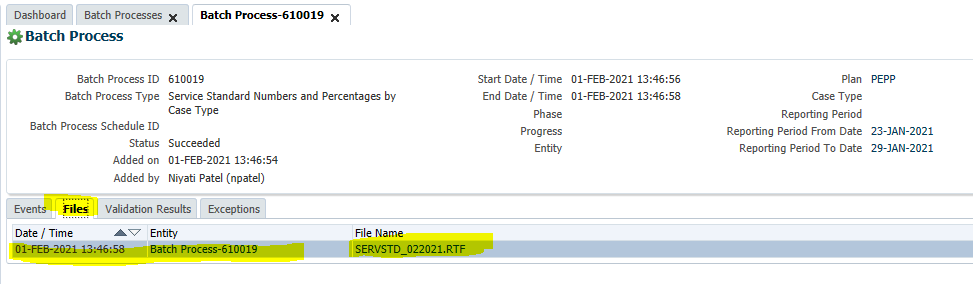 Dashboard Batch Processes Batch Process-610019
Batch Process
Batch Process ID 610019
Batch Process Type Service Standard Numbers and Percentages by
Case Type
Batch Process Schedule ID
Status Succeeded
Added on 01-FEB-2021 13:46:54
Added by Niyati Patel (npatel)
Start Date / Time 01-FEB-2021 13:46:56
End Date / Time 01-FEB-2021 13:46:58
Phase
Progress
Entity
Plan PEPP
Case Type
Reporting Period
Reporting Period From Date 23-JAN-2021
Reporting Period To Date 29-JAN-2021
Events Files Validation Results Exceptions
Date / Time Entity File Name
01-FEB-2021 13:46:58 Batch Process-610019 SERVSTD_022021.RTF